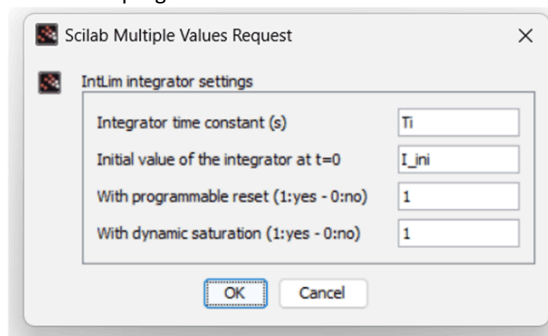 Scilab Multiple Values Request
IntLim integrator settings
Integrator time constant (s) Ti
Initial value of the integrator at t=0 I_ini
With programmable reset (1:yes - 0:no) 1
With dynamic saturation (1:yes - 0:no) 1
OK Cancel